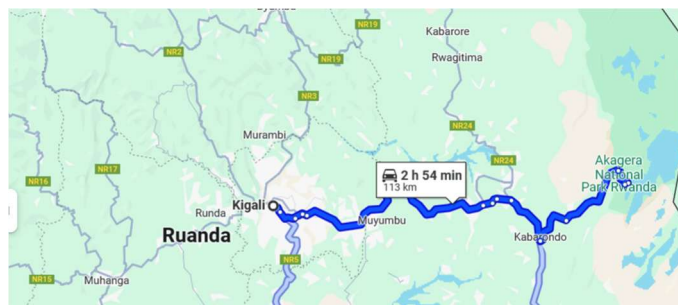 NR19
Kabarore
NR2
Rwagitima
NR19
NR3
NR24
Murambi
NR24
NR17
Akagera
National
Park Rwanda
2 h 54 min
113 km
NR16
Kigali
Runda
Muyumbu
Ruanda
Kabarondo
NR5
NR15
Muhanga